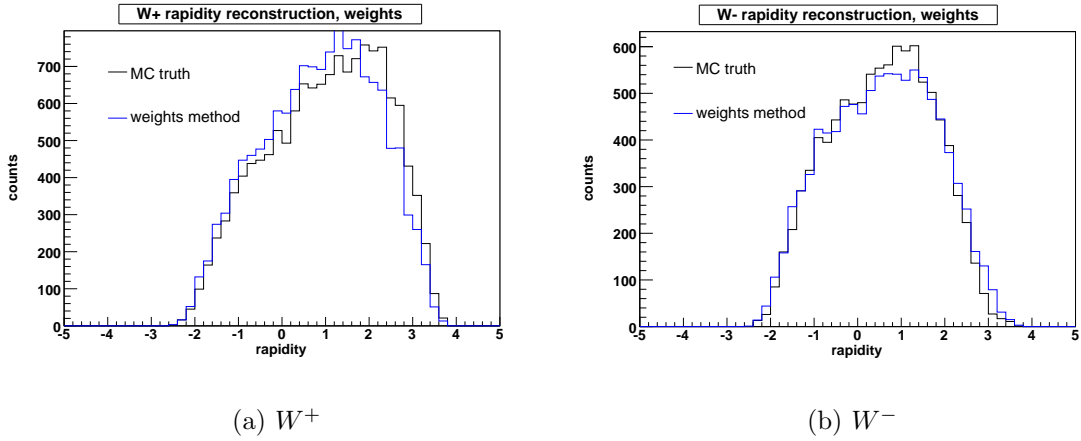 W+ rapidity reconstruction, weights
counts
700
600
500
400
300
200
100
0
MC truth
weights method
-5 -4 -3 -2 -1 0 1 2 3 4 5
rapidity
(a) W+
W- rapidity reconstruction, weights
counts
600
500
400
300
200
100
0
MC truth
weights method
-5 -4 -3 -2 -1 0 1 2 3 4 5
rapidity
(b) W−